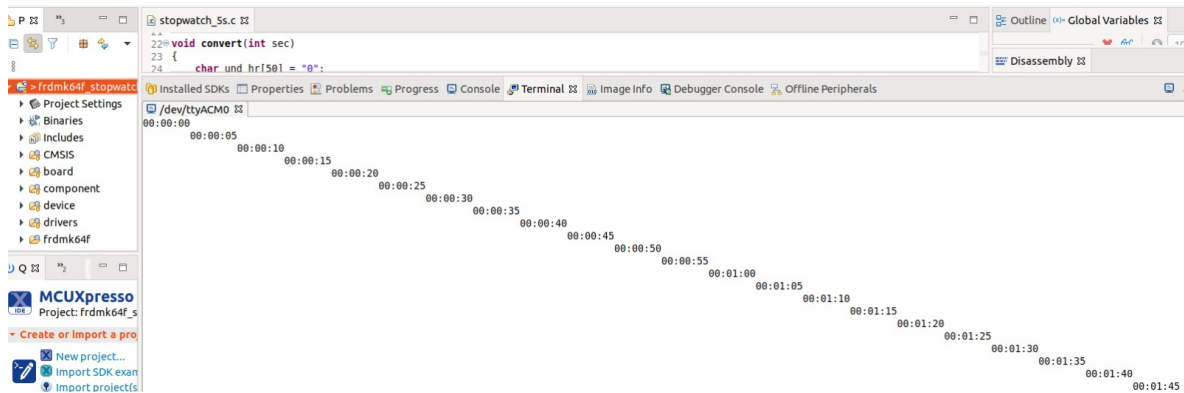 P
3
stopwatch_5s.c
Outline
Global Variables
22 void convert(int sec)
23 {
24 char und_hr[50] = "0":
Disassembly
> frdmk64f_stopwatc
Project Settings
Binaries
Includes
CMSIS
board
component
device
drivers
frdmk64f
Installed SDKs
Properties
Problems
Progress
Console
Terminal
Image Info
Debugger Console
Offline Peripherals
/dev/ttyACM0
00:00:00
00:00:05
00:00:10
00:00:15
00:00:20
00:00:25
00:00:30
00:00:35
00:00:40
00:00:45
00:00:50
00:00:55
00:01:00
00:01:05
00:01:10
00:01:15
00:01:20
00:01:25
00:01:30
00:01:35
00:01:40
00:01:45
Q
2
MCUXpresso
IDE
Project: frdmk64f_s
Create or import a pro
New project...
Import SDK exan
Import project(s